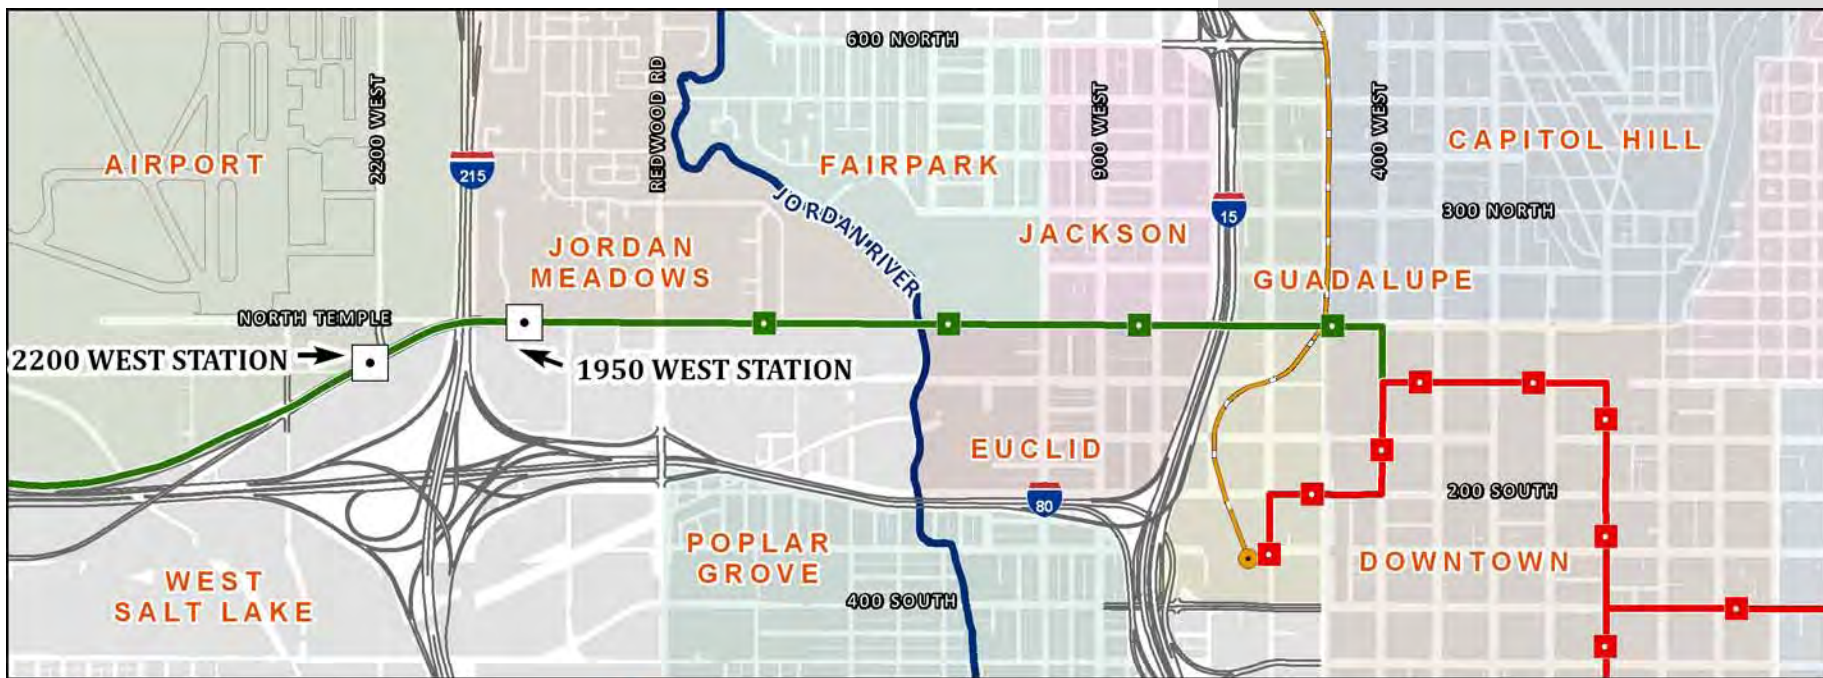 600 NORTH
2200 WEST
REDWOOD RD
900 WEST
400 WEST
AIRPORT
215
FAIRPARK
CAPITOL HILL
15
300 NORTH
JORDAN RIVER
JACKSON
JORDAN
MEADOWS
GUADALUPE
NORTH TEMPLE
2200 WEST STATION
1950 WEST STATION
EUCLID
80
200 SOUTH
POPLAR
GROVE
DOWNTOWN
WEST
SALT LAKE
400 SOUTH